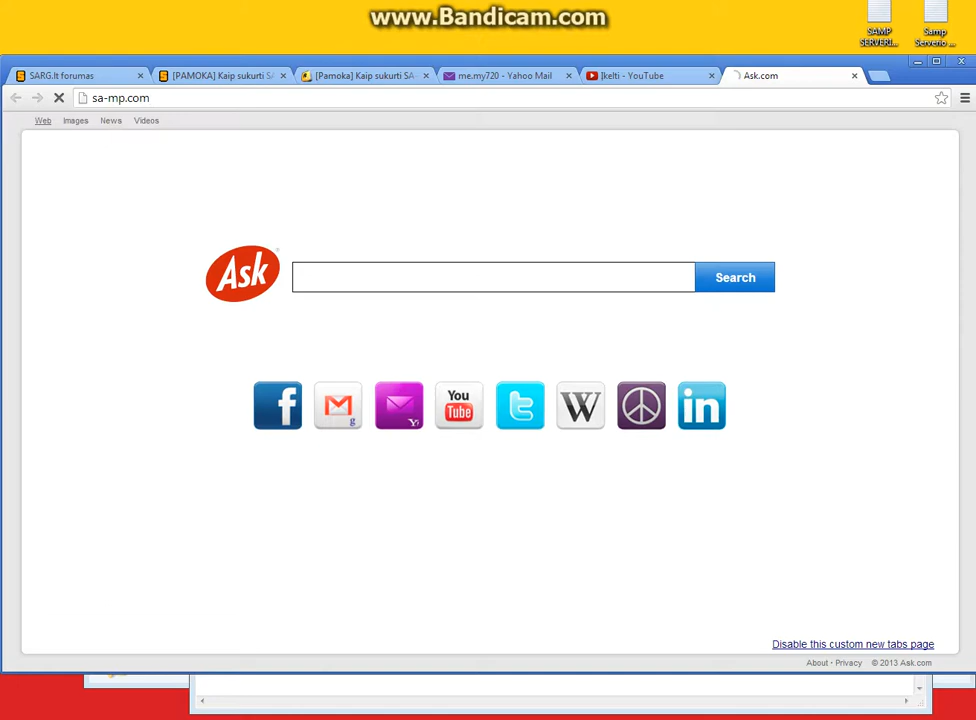 www.Bandicam.com
SAMP SERVERI...
Samp Serverio ...
SARG.lt forumas
[PAMOKA] Kaip sukurti SA
[Pamoka] Kaip sukurti SA-
me.my720 - Yahoo Mail
Įkelti - YouTube
Ask.com
sa-mp.com
Web Images News Videos
Ask
Search
f
g
Y!
You Tube
t
W
in
Disable this custom new tabs page
About · Privacy © 2013 Ask.com